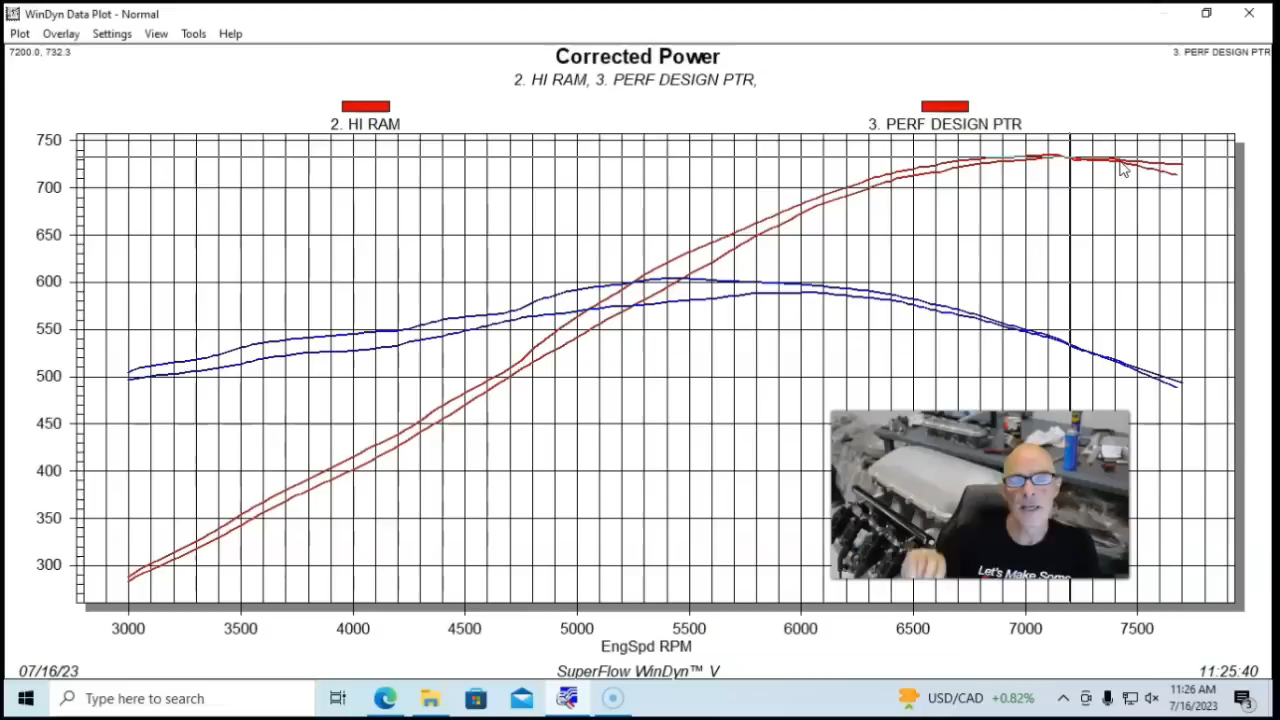 WinDyn Data Plot - Normal
Plot Overlay Settings View Tools Help
7200.0, 732.3
3. PERF DESIGN PTR
Corrected Power
2. HI RAM, 3. PERF DESIGN PTR,
2. HI RAM
3. PERF DESIGN PTR
750
700
650
600
550
500
450
400
350
300
3000 3500 4000 4500 5000 5500 6000 6500 7000 7500
EngSpd RPM
Let's Make Some
07/16/23
SuperFlow WinDyn™ V
11:25:40
Type here to search
USD/CAD +0.82%
11:26 AM
7/16/2023
3